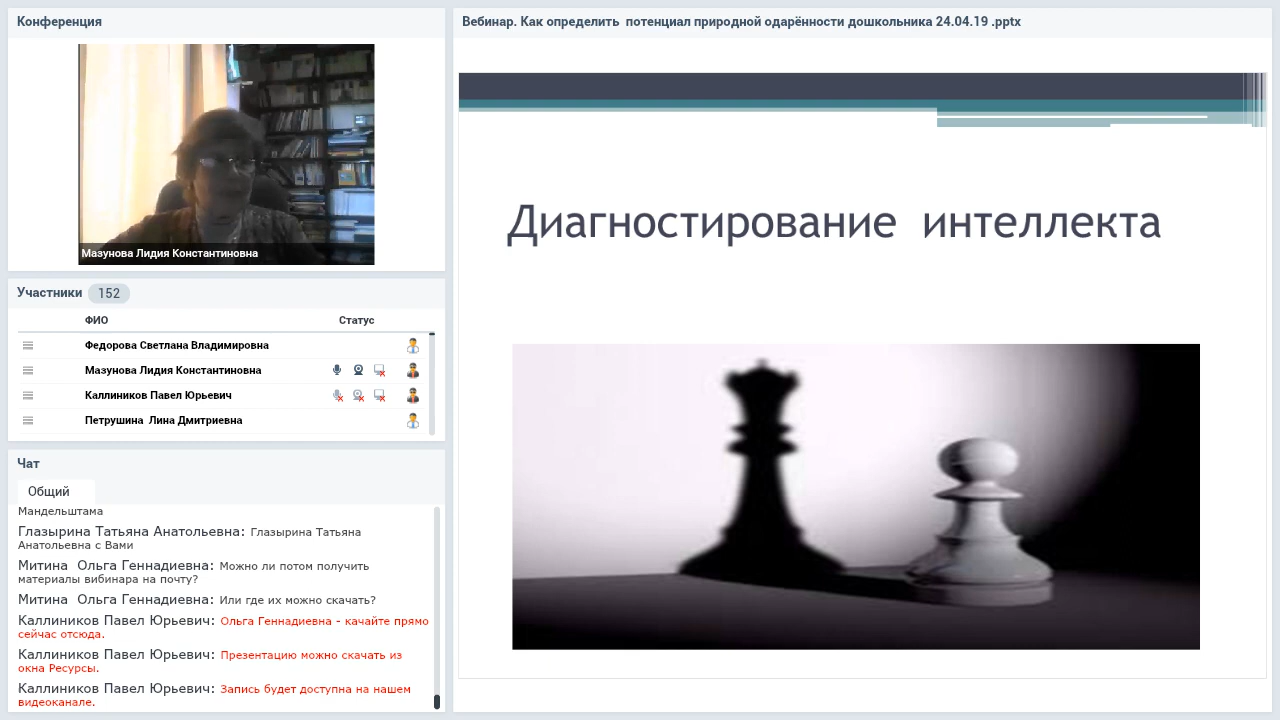 Конференция
Мазунова Лидия Константиновна
Участники 152
ФИО Статус
Федорова Светлана Владимировна
Мазунова Лидия Константиновна
Каллиников Павел Юрьевич
Петрушина Лина Дмитриевна
Чат
Общий
Мандельштама
Глазырина Татьяна Анатольевна: Глазырина Татьяна
Анатольевна с Вами
Митина Ольга Геннадиевна: Можно ли потом получить
материалы вибинара на почту?
Митина Ольга Геннадиевна: Или где их можно скачать?
Каллиников Павел Юрьевич: Ольга Геннадиевна - качайте прямо
сейчас отсюда.
Каллиников Павел Юрьевич: Презентацию можно скачать из
окна Ресурсы.
Каллиников Павел Юрьевич: Запись будет доступна на нашем
видеоканале.
Вебинар. Как определить потенциал природной одарённости дошкольника 24.04.19 .pptx
Диагностирование интеллекта